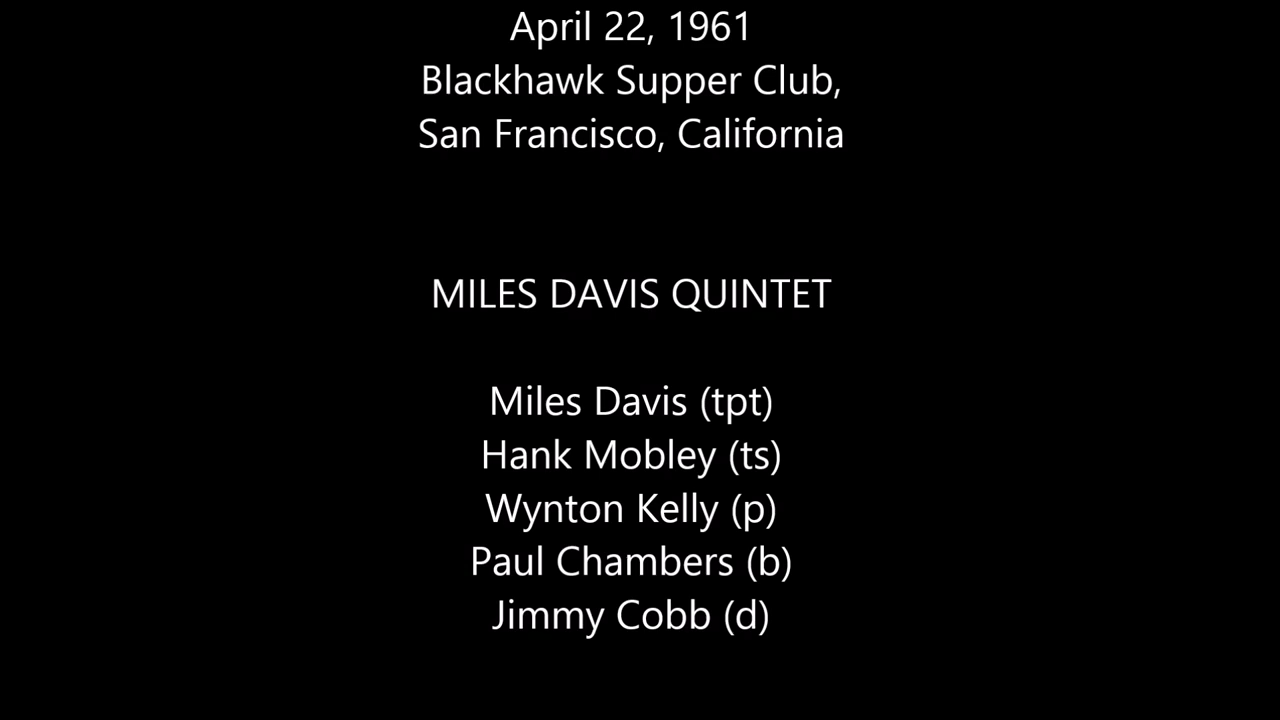 April 22, 1961
Blackhawk Supper Club,
San Francisco, California
MILES DAVIS QUINTET
Miles Davis (tpt)
Hank Mobley (ts)
Wynton Kelly (p)
Paul Chambers (b)
Jimmy Cobb (d)